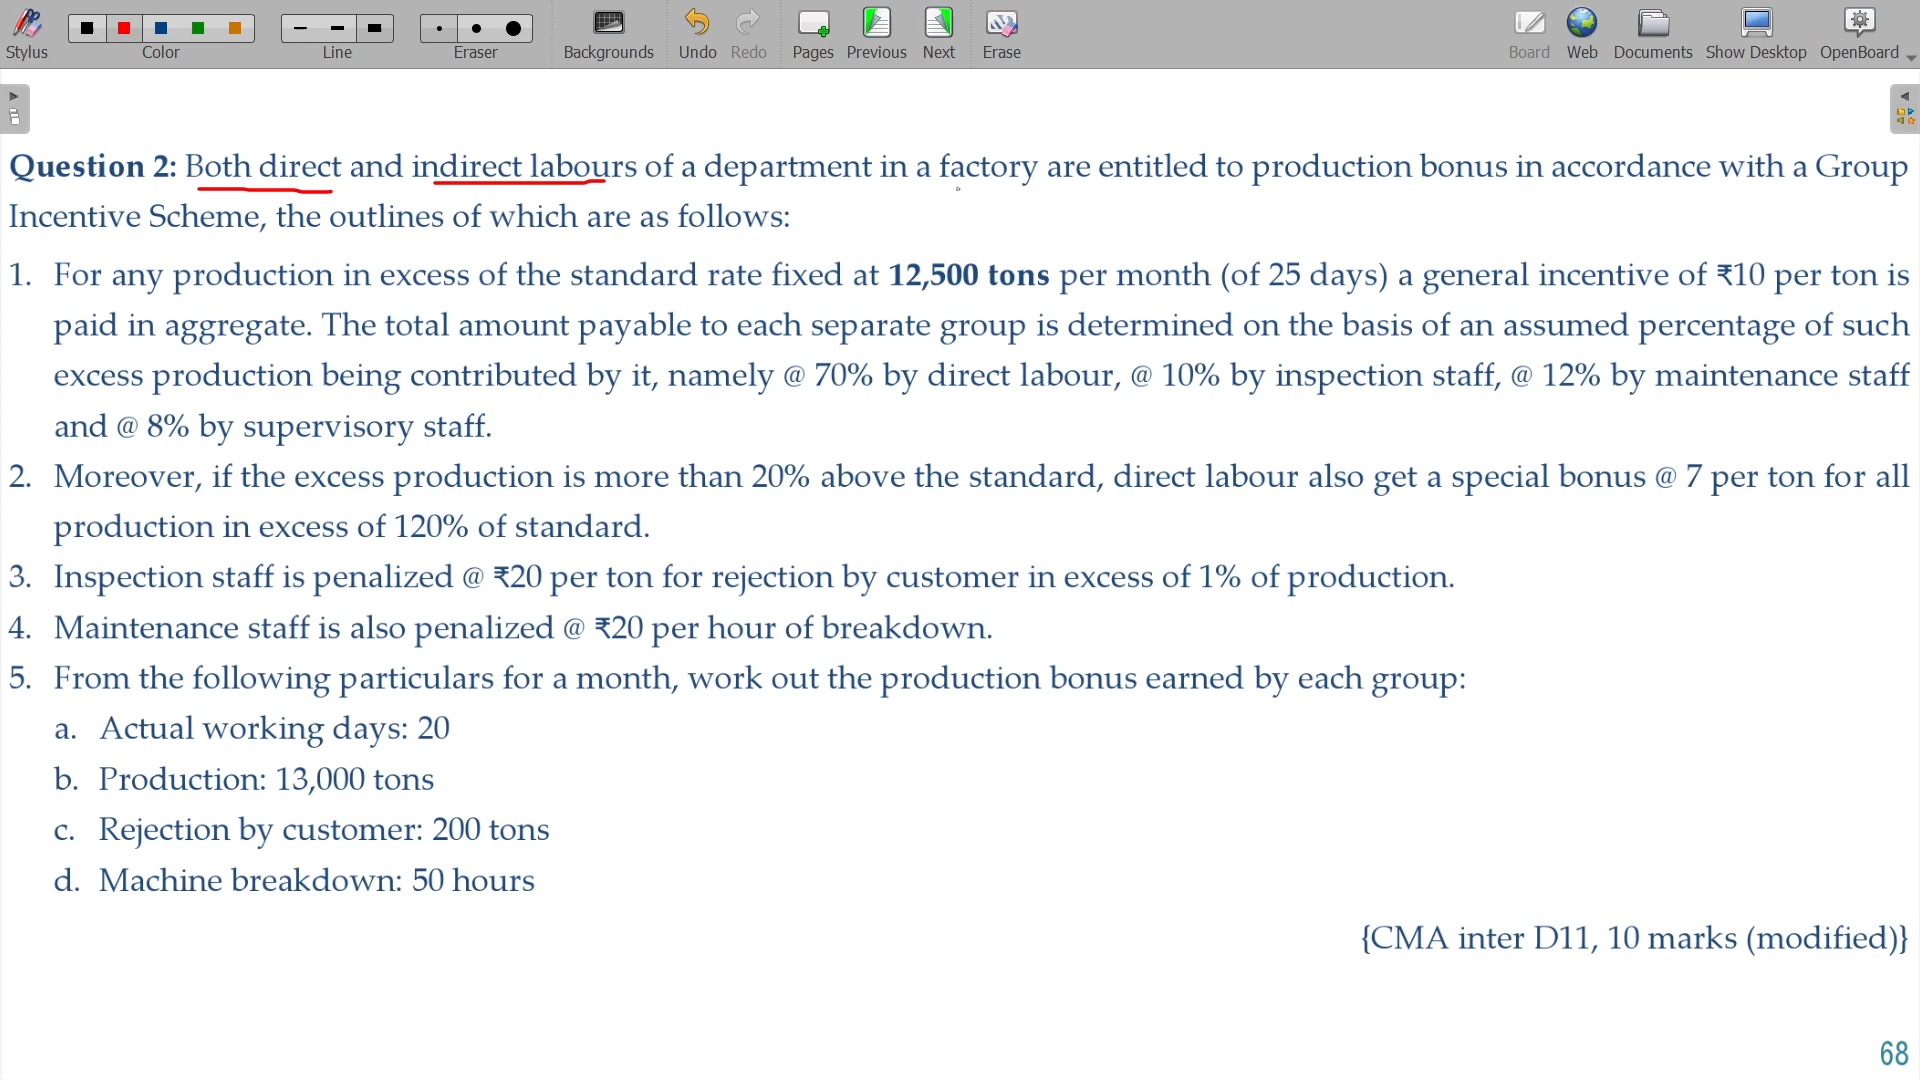 Stylus Color Line Eraser Backgrounds Undo Redo Pages Previous Next Erase Board Web Documents Show Desktop OpenBoard
Question 2: Both direct and indirect labours of a department in a factory are entitled to production bonus in accordance with a Group
Incentive Scheme, the outlines of which are as follows:
1. For any production in excess of the standard rate fixed at 12,500 tons per month (of 25 days) a general incentive of ₹10 per ton is
paid in aggregate. The total amount payable to each separate group is determined on the basis of an assumed percentage of such
excess production being contributed by it, namely @ 70% by direct labour, @ 10% by inspection staff, @ 12% by maintenance staff
and @ 8% by supervisory staff.
2. Moreover, if the excess production is more than 20% above the standard, direct labour also get a special bonus @ 7 per ton for all
production in excess of 120% of standard.
3. Inspection staff is penalized @ ₹20 per ton for rejection by customer in excess of 1% of production.
4. Maintenance staff is also penalized @ ₹20 per hour of breakdown.
5. From the following particulars for a month, work out the production bonus earned by each group:
a. Actual working days: 20
b. Production: 13,000 tons
c. Rejection by customer: 200 tons
d. Machine breakdown: 50 hours
{CMA inter D11, 10 marks (modified)}
68